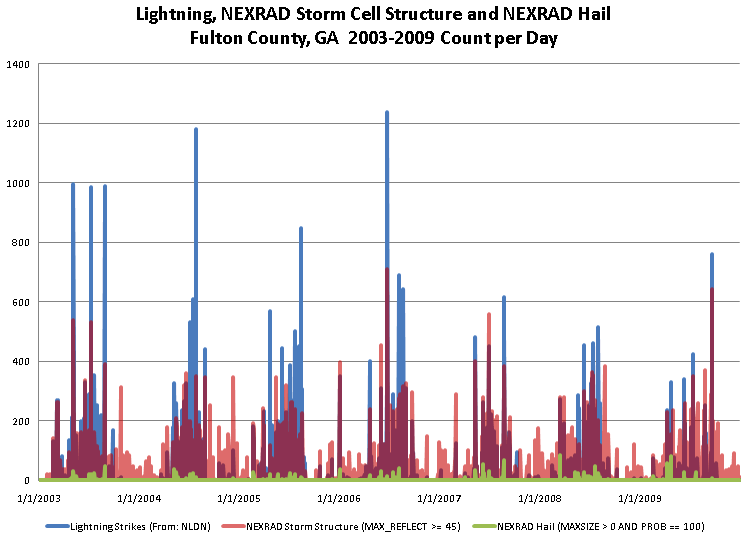 Lightning, NEXRAD Storm Cell Structure and NEXRAD Hail
Fulton County, GA 2003-2009 Count per Day
1400
1200
1000
800
600
400
200
0
1/1/2003 1/1/2004 1/1/2005 1/1/2006 1/1/2007 1/1/2008 1/1/2009
Lightning Strikes (From: NLDN) NEXRAD Storm Structure (MAX_REFLECT >= 45) NEXRAD Hail (MAXSIZE > 0 AND PROB == 100)